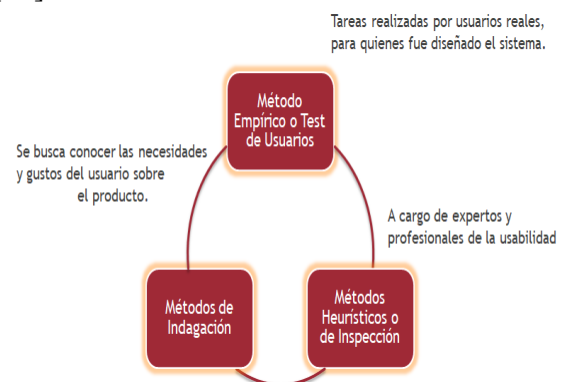 Tareas realizadas por usuarios reales,
para quienes fue diseñado el sistema.
Método
Empírico o Test
de Usuarios
Se busca conocer las necesidades
y gustos del usuario sobre
el producto.
A cargo de expertos y
profesionales de la usabilidad
Métodos de
Indagación
Métodos
Heurísticos o
de Inspección